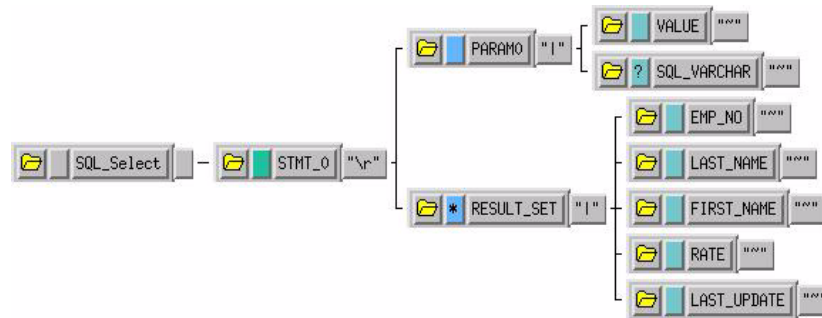 VALUE "~"
PARAM0 "|"
? SQL_VARCHAR "~"
EMP_NO "~"
SQL_Select
STMT_0 "\r"
LAST_NAME "~"
* RESULT_SET "|"
FIRST_NAME "~"
RATE "~"
LAST_UPDATE "~"